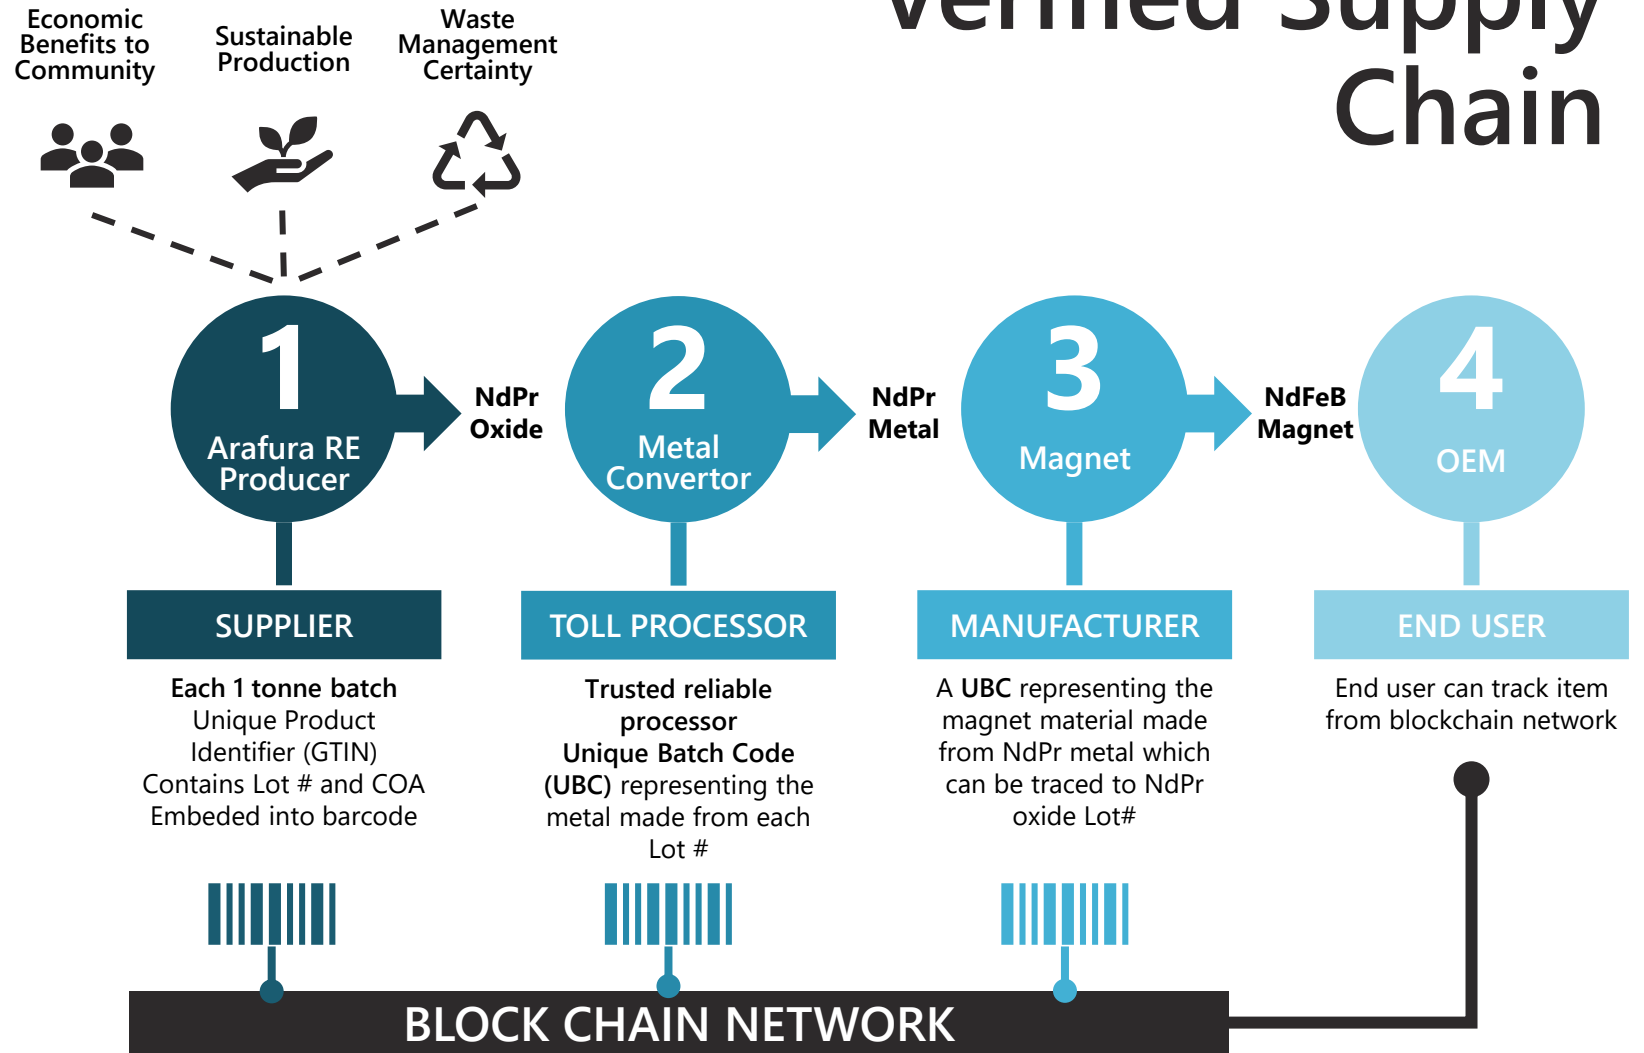 Verified Supply
Chain
Economic
Benefits to
Community
Sustainable
Production
Waste
Management
Certainty
1
Arafura RE
Producer
NdPr
Oxide
2
Metal
Convertor
NdPr
Metal
3
Magnet
NdFeB
Magnet
4
OEM
SUPPLIER
Each 1 tonne batch
Unique Product
Identifier (GTIN)
Contains Lot # and COA
Embeded into barcode
TOLL PROCESSOR
Trusted reliable
processor
Unique Batch Code
(UBC) representing the
metal made from each
Lot #
MANUFACTURER
A UBC representing the
magnet material made
from NdPr metal which
can be traced to NdPr
oxide Lot#
END USER
End user can track item
from blockchain network
BLOCK CHAIN NETWORK